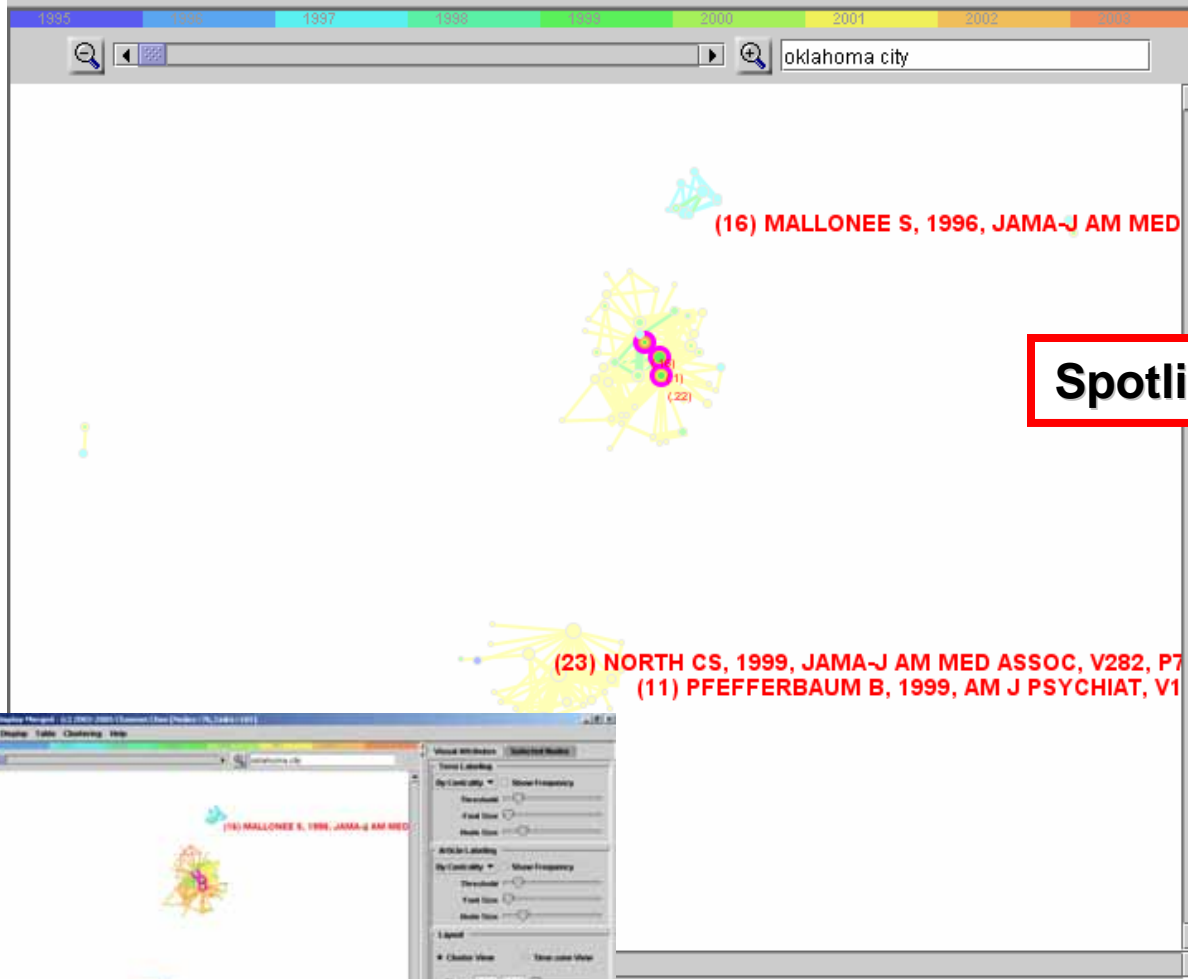 1995 1996 1997 1998 1999 2000 2001 2002 2003
oklahoma city
(16) MALLONEE S, 1996, JAMA-J AM MED
Spotli
(.22)
(23) NORTH CS, 1999, JAMA-J AM MED ASSOC, V282, P7
(11) PFEFFERBAUM B, 1999, AM J PSYCHIAT, V1
Display Table Clustering Help
Visual Attributes Selected Nodes
oklahoma city
Term Labeling
By Centrality Show Frequency
Threshold
Font Size
Node Size
(16) MALLONEE S, 1996, JAMA-J AM MED
Article Labeling
By Centrality Show Frequency
Threshold
Font Size
Node Size
Layout
Cluster View Time-zone View